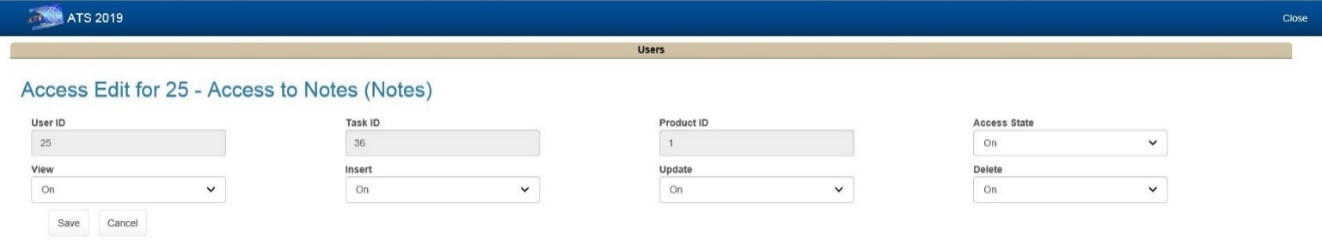 ATS 2019 Close
Users
Access Edit for 25 - Access to Notes (Notes)
User ID Task ID Product ID Access State
25 36 1 On
View Insert Update Delete
On On On On
Save Cancel